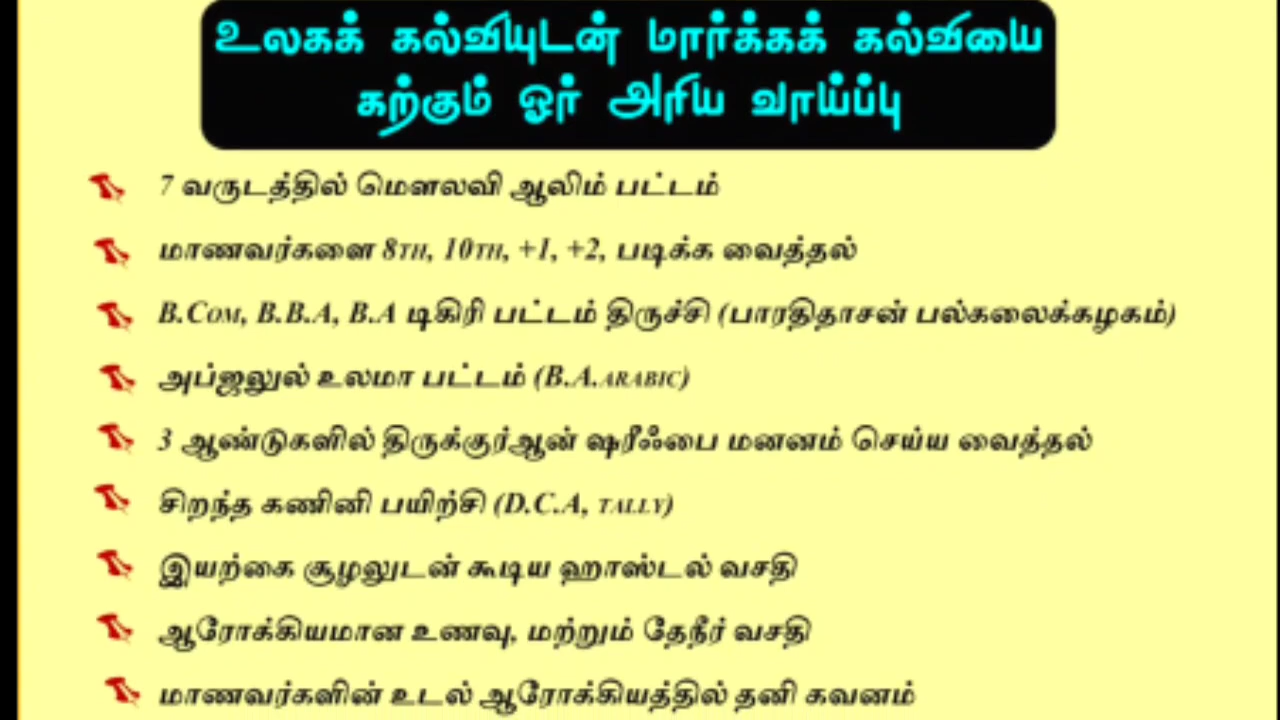 உலகக் கல்வியுடன் மார்க்கக் கல்வியை
கற்கும் ஓர் அரிய வாய்ப்பு
7 வருடத்தில் மௌலவி ஆலிம் பட்டம்
மாணவர்களை 8TH, 10TH, +1, +2, படிக்க வைத்தல்
B.COM, B.B.A, B.A டிகிரி பட்டம் திருச்சி (பாரதிதாசன் பல்கலைக்கழகம்)
அப்ஜலுல் உலமா பட்டம் (B.A.ARABIC)
3 ஆண்டுகளில் திருக்குர்ஆன் ஷரீஃபை மனனம் செய்ய வைத்தல்
சிறந்த கணினி பயிற்சி (D.C.A, TALLY)
இயற்கை சூழலுடன் கூடிய ஹாஸ்டல் வசதி
ஆரோக்கியமான உணவு, மற்றும் தேநீர் வசதி
மாணவர்களின் உடல் ஆரோக்கியத்தில் தனி கவனம்